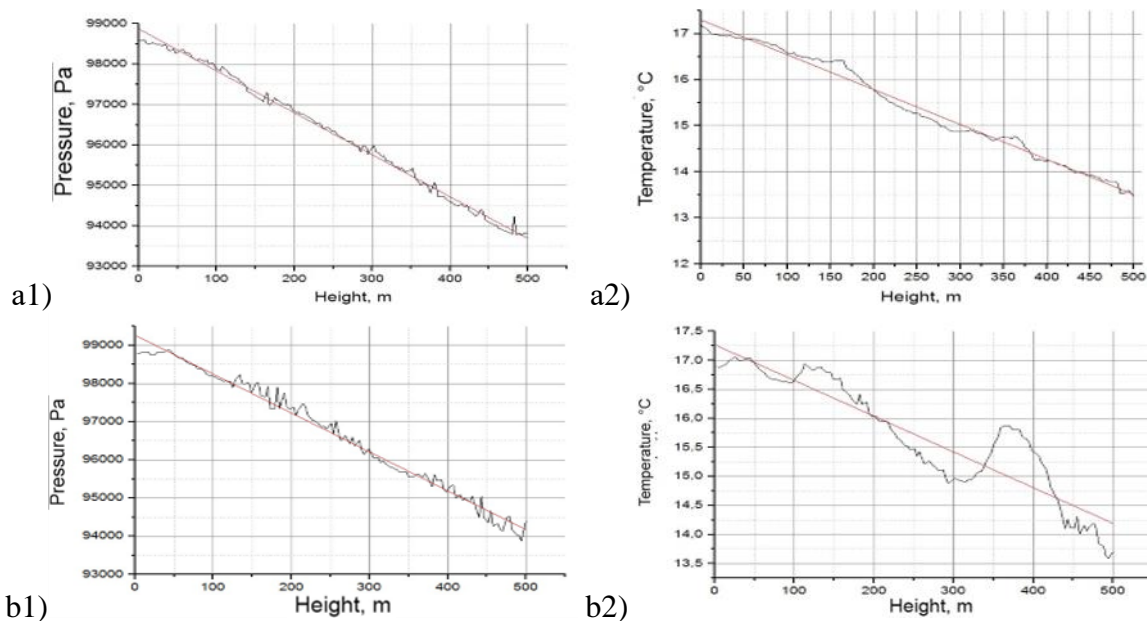 99000
98000
97000
96000
95000
94000
93000
Pressure, Pa
0 100 200 300 400 500
Height, m
a1)
17
16
15
14
13
12
Temperature, °C
0 50 100 150 200 250 300 350 400 450 500
Height, m
a2)
99000
98000
97000
96000
95000
94000
93000
Pressure, Pa
0 100 200 300 400 500
Height, m
b1)
17.5
17.0
16.5
16.0
15.5
15.0
14.5
14.0
13.5
Temperature, °C
0 100 200 300 400 500
Height, m
b2)